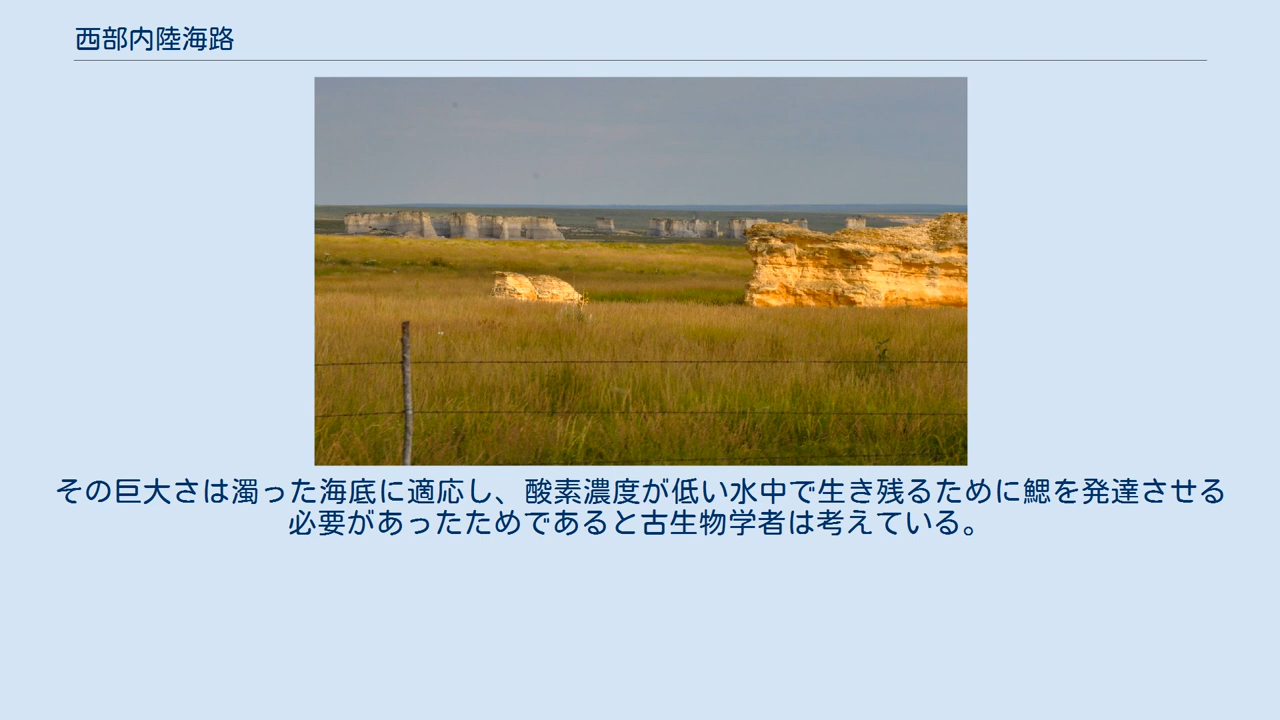 西部内陸海路
その巨大さは濁った海底に適応し、酸素濃度が低い水中で生き残るために鰓を発達させる
必要があったためであると古生物学者は考えている。